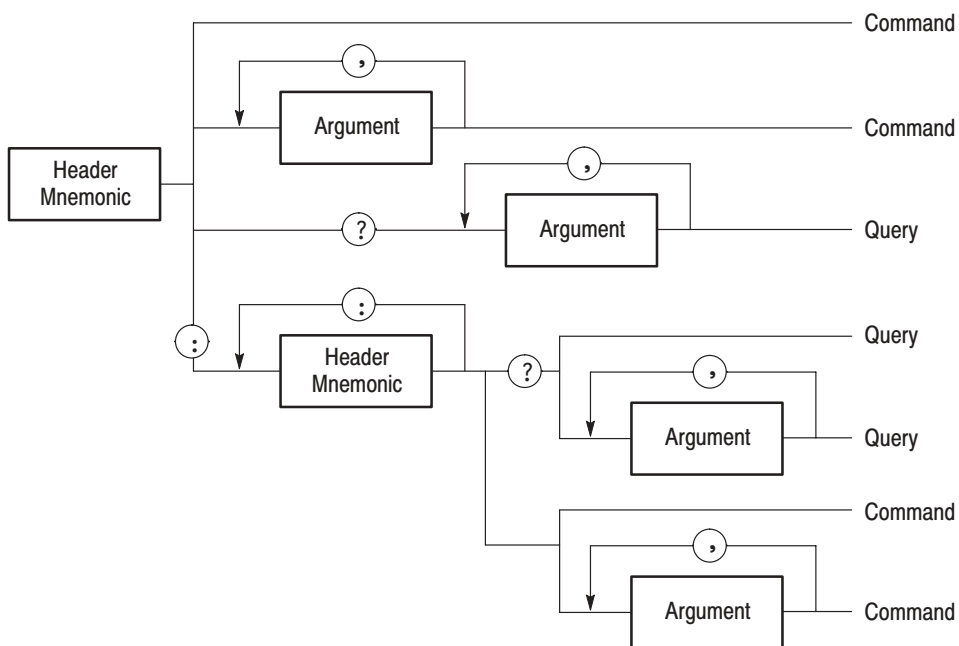 Command
,
Argument
Command
Header
Mnemonic
,
?
Argument
Query
:
:
Header
Mnemonic
?
Query
,
Argument
Query
Command
,
Argument
Command